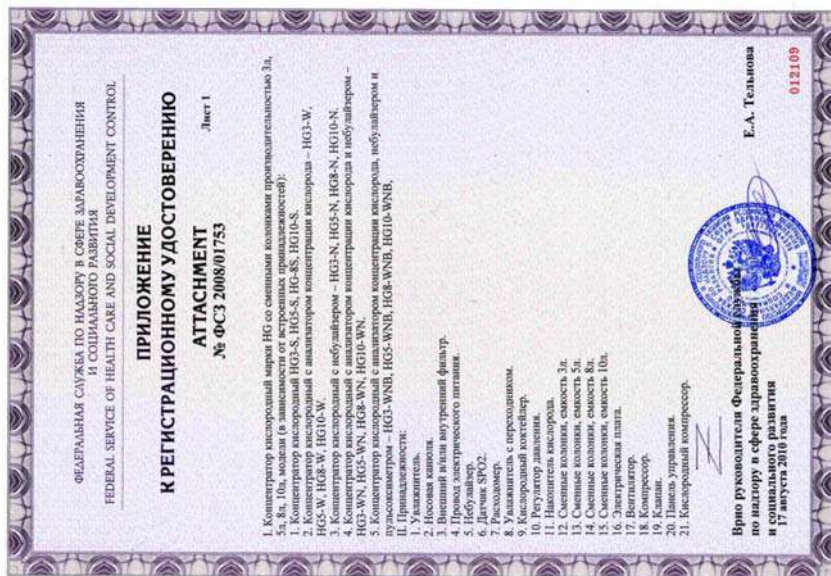 ФЕДЕРАЛЬНАЯ СЛУЖБА ПО НАДЗОРУ В СФЕРЕ ЗДРАВООХРАНЕНИЯ
И СОЦИАЛЬНОГО РАЗВИТИЯ
FEDERAL SERVICE OF HEALTH CARE AND SOCIAL DEVELOPMENT CONTROL
ПРИЛОЖЕНИЕ
К РЕГИСТРАЦИОННОМУ УДОСТОВЕРЕНИЮ
ATTACHMENT
Лист 1
№ ФСЗ 2008/01753
I. Концентратор кислородный марки HG со сменными колонками производительностью 3л,
5л, 8л, 10л, модели (в зависимости от встроенных принадлежностей):
1. Концентратор кислородный HG3-S, HG5-S, HG-8S, HG10-S.
2. Концентратор кислородный с анализатором концентрации кислорода – HG3-W,
HG5-W, HG8-W, HG10-W.
3. Концентратор кислородный с небулайзером – HG3-N, HG5-N, HG8-N, HG10-N.
4. Концентратор кислородный с анализатором концентрации кислорода и небулайзером –
HG3-WN, HG5-WN, HG8-WN, HG10-WN.
5. Концентратор кислородный с анализатором концентрации кислорода, небулайзером и
пульсоксиметром – HG3-WNB, HG5-WNB, HG8-WNB, HG10-WNB.
II. Принадлежности:
1. Увлажнитель.
2. Носовая канюля.
3. Внешний и/или внутренний фильтр.
4. Провод электрического питания.
5. Небулайзер.
6. Датчик SPO2.
7. Расходомер.
8. Увлажнитель с переходником.
9. Кислородный коктейлер.
10. Регулятор давления.
11. Накопитель кислорода.
12. Сменные колонки, емкость 3л.
13. Сменные колонки, емкость 5л.
14. Сменные колонки, емкость 8л.
15. Сменные колонки, емкость 10л.
16. Электрическая плата.
17. Вентилятор.
18. Компрессор.
19. Клапан.
20. Панель управления.
21. Кислородный компрессор.
Врио руководителя Федеральной службы
по надзору в сфере здравоохранения
и социального развития
17 августа 2010 года
Е.А. Тельнова
012109